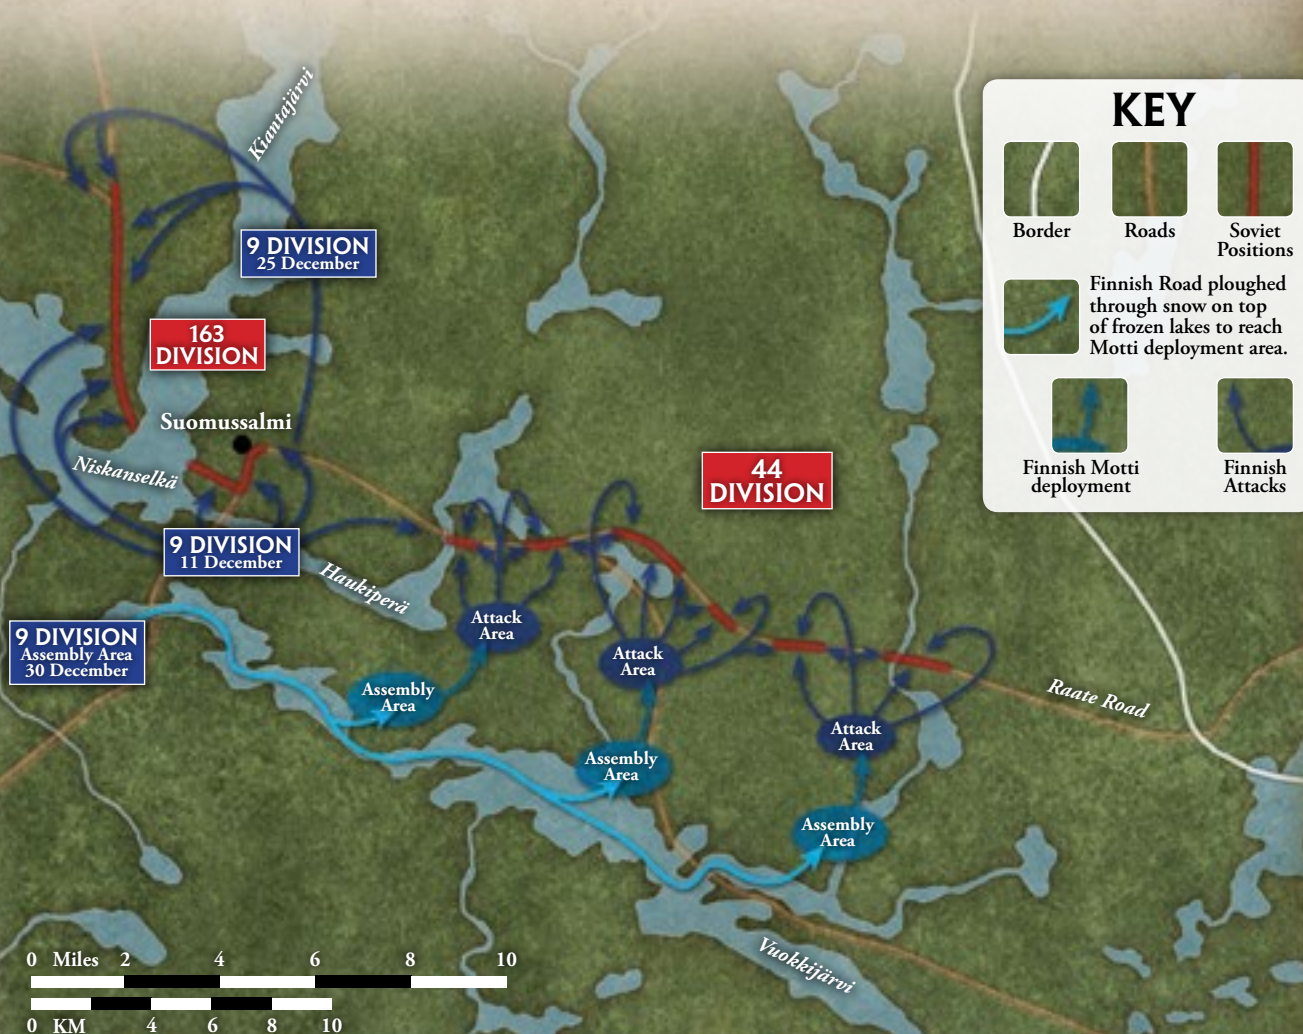 KEY
Border
Roads
Soviet
Positions
Finnish Road ploughed
through snow on top
of frozen lakes to reach
Motti deployment area.
Finnish Motti
deployment
Finnish
Attacks
Kiantajärvi
9 DIVISION
25 December
163
DIVISION
Suomussalmi
Niskanselkä
44
DIVISION
9 DIVISION
11 December
Haukiperä
9 DIVISION
Assembly Area
30 December
Attack
Area
Attack
Area
Attack
Area
Assembly
Area
Assembly
Area
Assembly
Area
Raate Road
Vuokkijärvi
0 Miles 2 4 6 8 10
0 KM 4 6 8 10